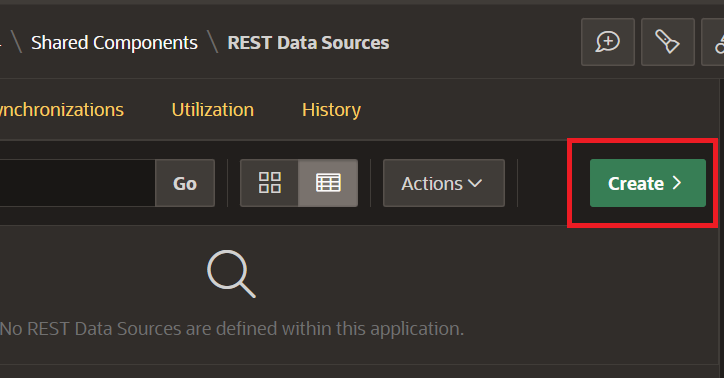 Shared Components \ REST Data Sources
ynchronizations Utilization History
Go Actions Create
No REST Data Sources are defined within this application.